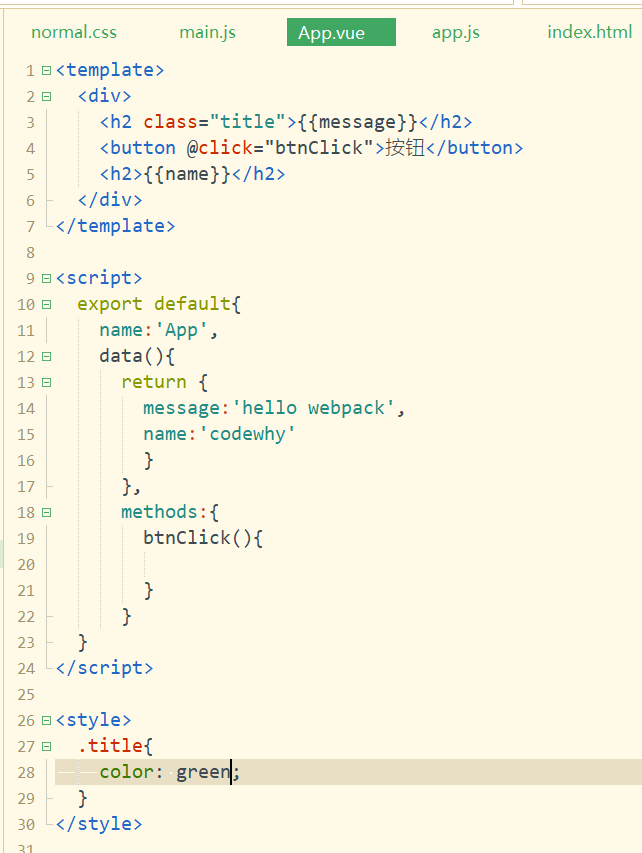 normal.css main.js App.vue app.js index.html
1 <template>
2 <div>
3 <h2 class="title">{{message}}</h2>
4 <button @click="btnClick">按钮</button>
5 <h2>{{name}}</h2>
6 </div>
7 </template>
8
9 <script>
10 export default{
11 name:'App',
12 data(){
13 return {
14 message:'hello webpack',
15 name:'codewhy'
16 }
17 },
18 methods:{
19 btnClick(){
20
21 }
22 }
23 }
24 </script>
25
26 <style>
27 .title{
28 color: green;
29 }
30 </style>
31